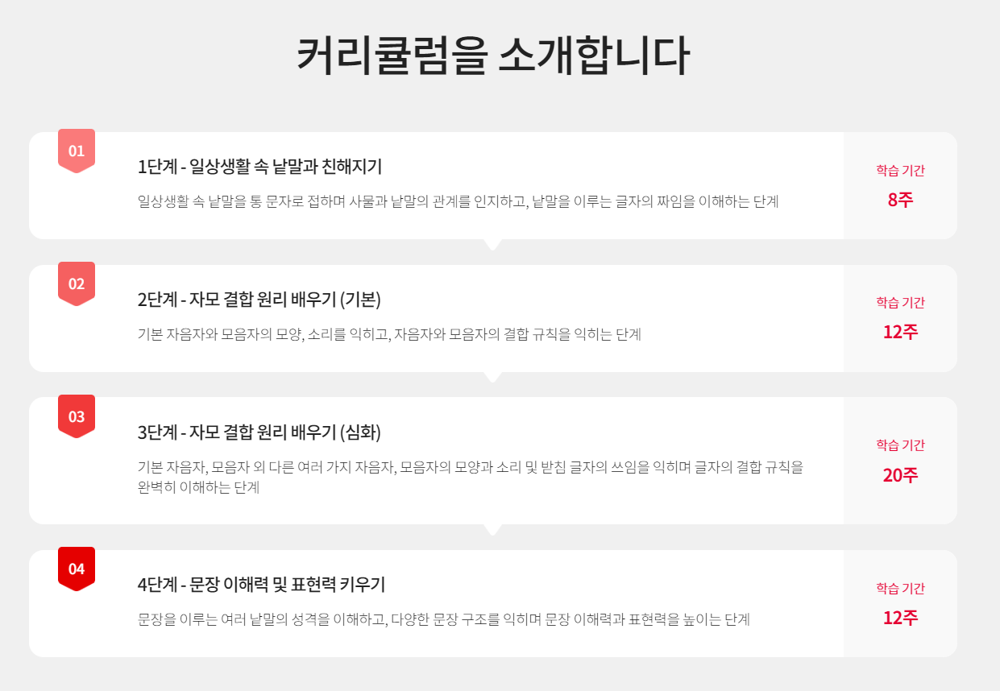 커리큘럼을 소개합니다
01
1단계 - 일상생활 속 낱말과 친해지기
일상생활 속 낱말을 통 문자로 접하며 사물과 낱말의 관계를 인지하고, 낱말을 이루는 글자의 짜임을 이해하는 단계
학습 기간
8주
02
2단계 - 자모 결합 원리 배우기 (기본)
기본 자음자와 모음자의 모양, 소리를 익히고, 자음자와 모음자의 결합 규칙을 익히는 단계
학습 기간
12주
03
3단계 - 자모 결합 원리 배우기 (심화)
기본 자음자, 모음자 외 다른 여러 가지 자음자, 모음자의 모양과 소리 및 받침 글자의 쓰임을 익히며 글자의 결합 규칙을
완벽히 이해하는 단계
학습 기간
20주
04
4단계 - 문장 이해력 및 표현력 키우기
문장을 이루는 여러 낱말의 성격을 이해하고, 다양한 문장 구조를 익히며 문장 이해력과 표현력을 높이는 단계
학습 기간
12주